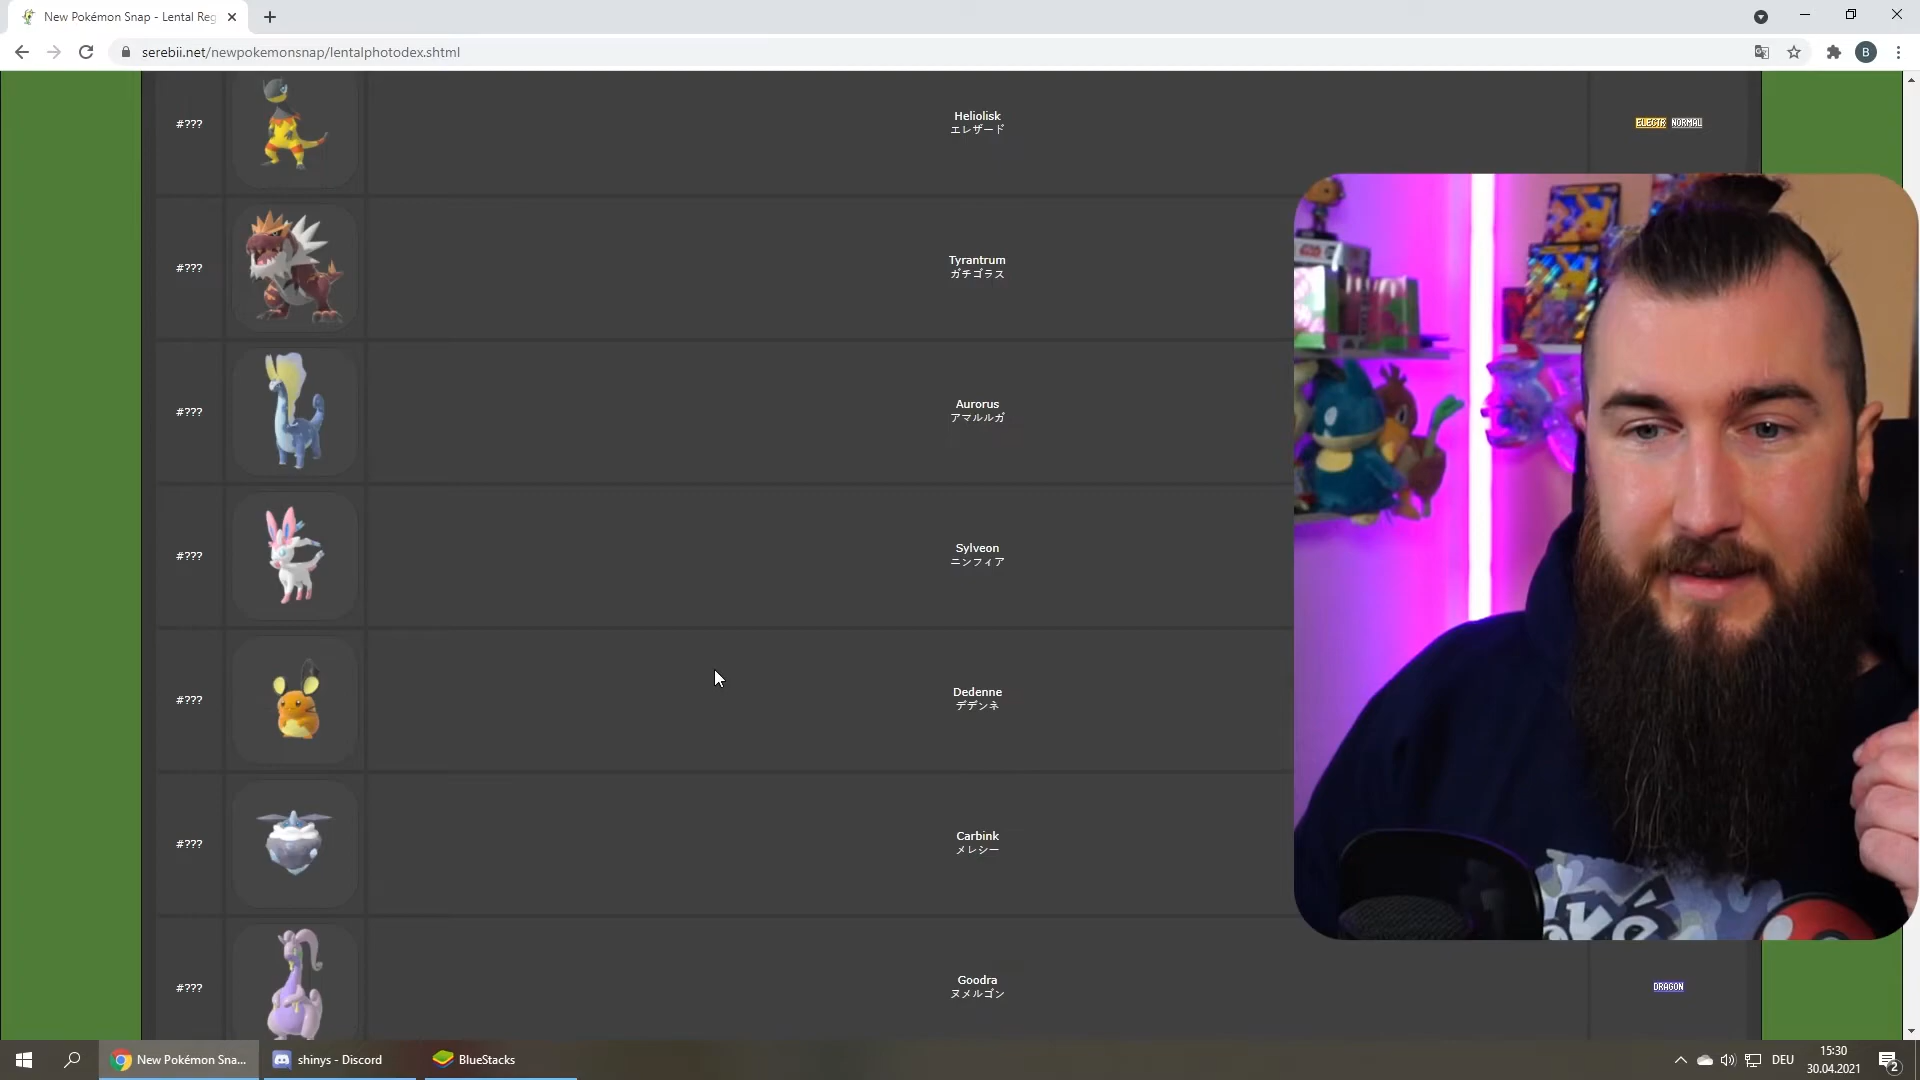 New Pokémon Snap - Lental Reg
serebii.net/newpokemonsnap/lentalphotodex.shtml
B
#???
Heliolisk
エレザード
ELECTR NORMAL
#???
Tyrantrum
ガチゴラス
#???
Aurorus
アマルルガ
#???
Sylveon
ニンフィア
#???
Dedenne
デデンネ
#???
Carbink
メレシー
#???
Goodra
ヌメルゴン
DRAGON
New Pokémon Sna...
shinys - Discord
BlueStacks
DEU
15:30
30.04.2021
2